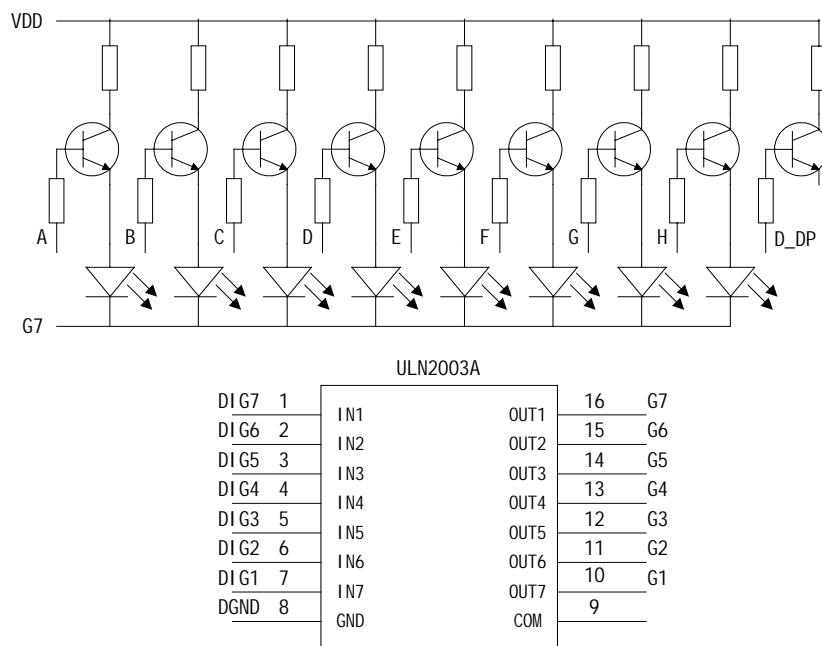 VDD
A B C D E F G H D_DP
G7
ULN2003A
DIG7 1 IN1 OUT1 16 G7
DIG6 2 IN2 OUT2 15 G6
DIG5 3 IN3 OUT3 14 G5
DIG4 4 IN4 OUT4 13 G4
DIG3 5 IN5 OUT5 12 G3
DIG2 6 IN6 OUT6 11 G2
DIG1 7 IN7 OUT7 10 G1
DGND 8 GND COM 9